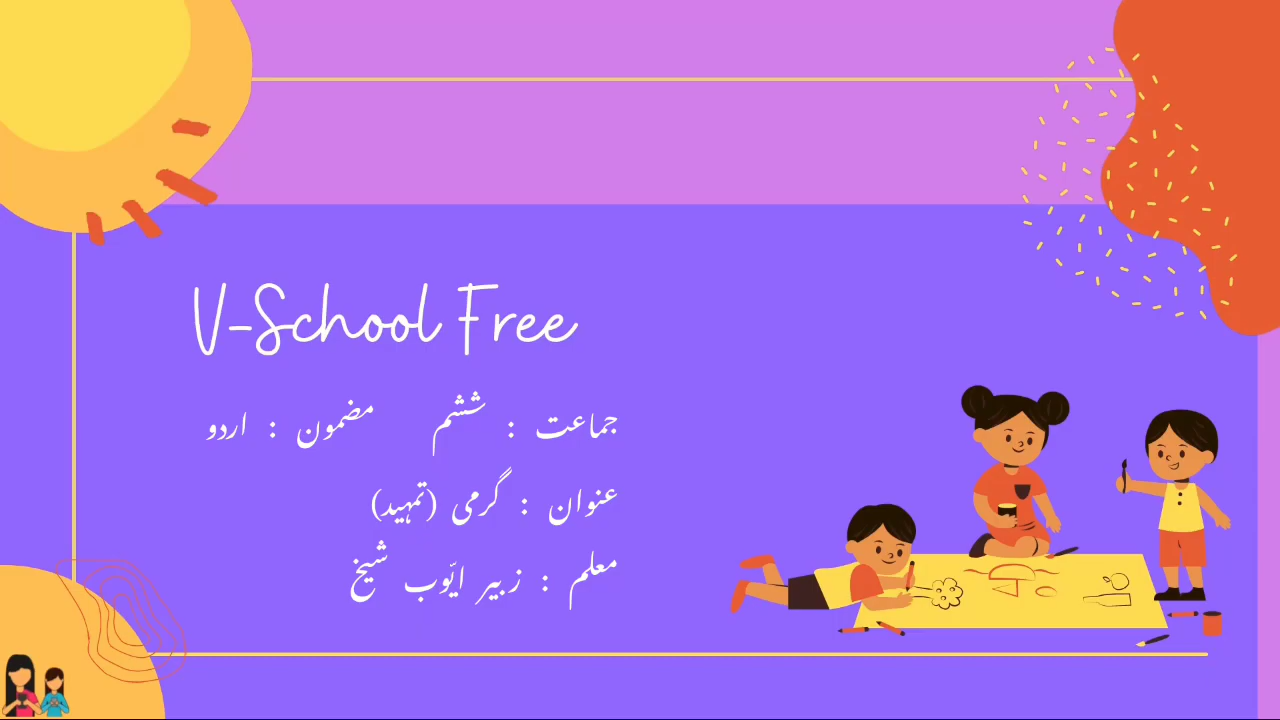 V-School Free
جماعت : ششم مضمون : اردو
عنوان : گرمی (تمہید)
معلم : زبیر ایّوب شیخ